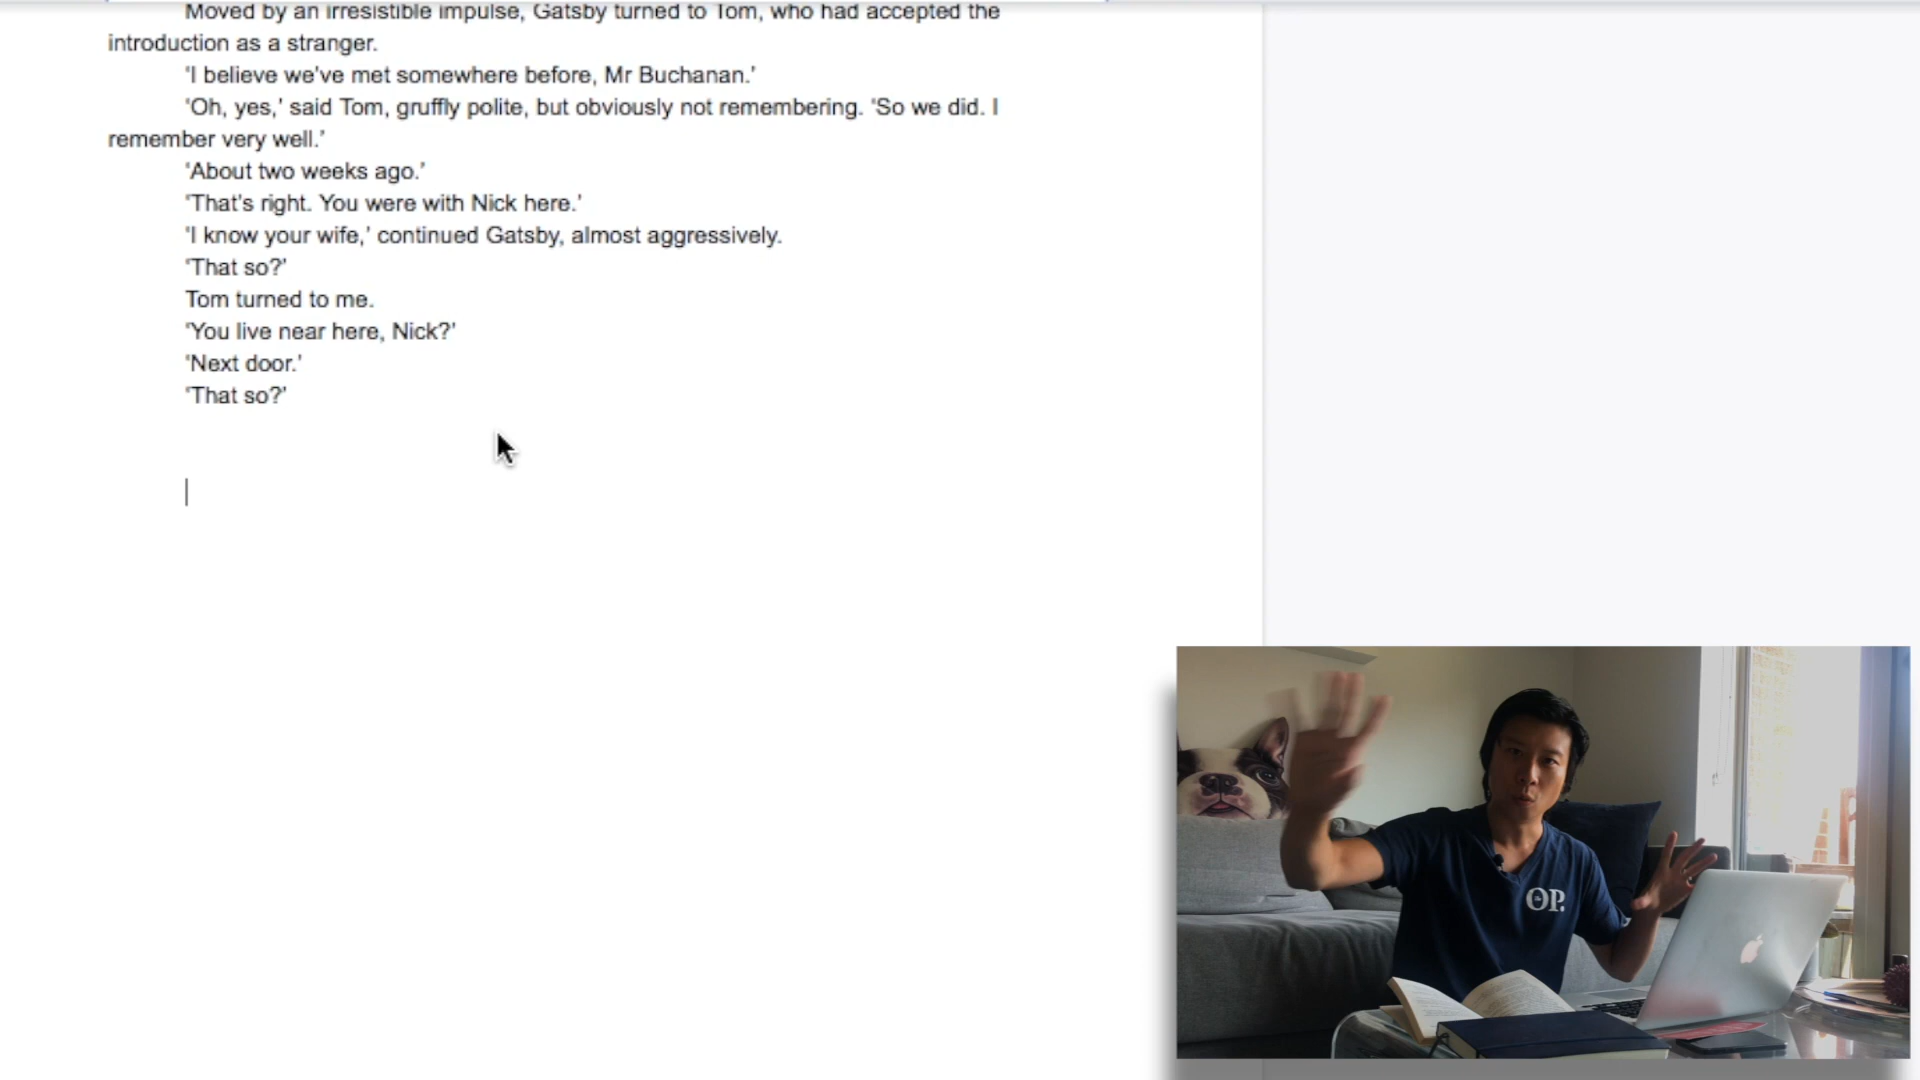 Moved by an irresistible impulse, Gatsby turned to Tom, who had accepted the
introduction as a stranger.
‘I believe we’ve met somewhere before, Mr Buchanan.’
‘Oh, yes,’ said Tom, gruffly polite, but obviously not remembering. ‘So we did. I
remember very well.’
‘About two weeks ago.’
‘That’s right. You were with Nick here.’
‘I know your wife,’ continued Gatsby, almost aggressively.
‘That so?’
Tom turned to me.
‘You live near here, Nick?’
‘Next door.’
‘That so?’
OP.